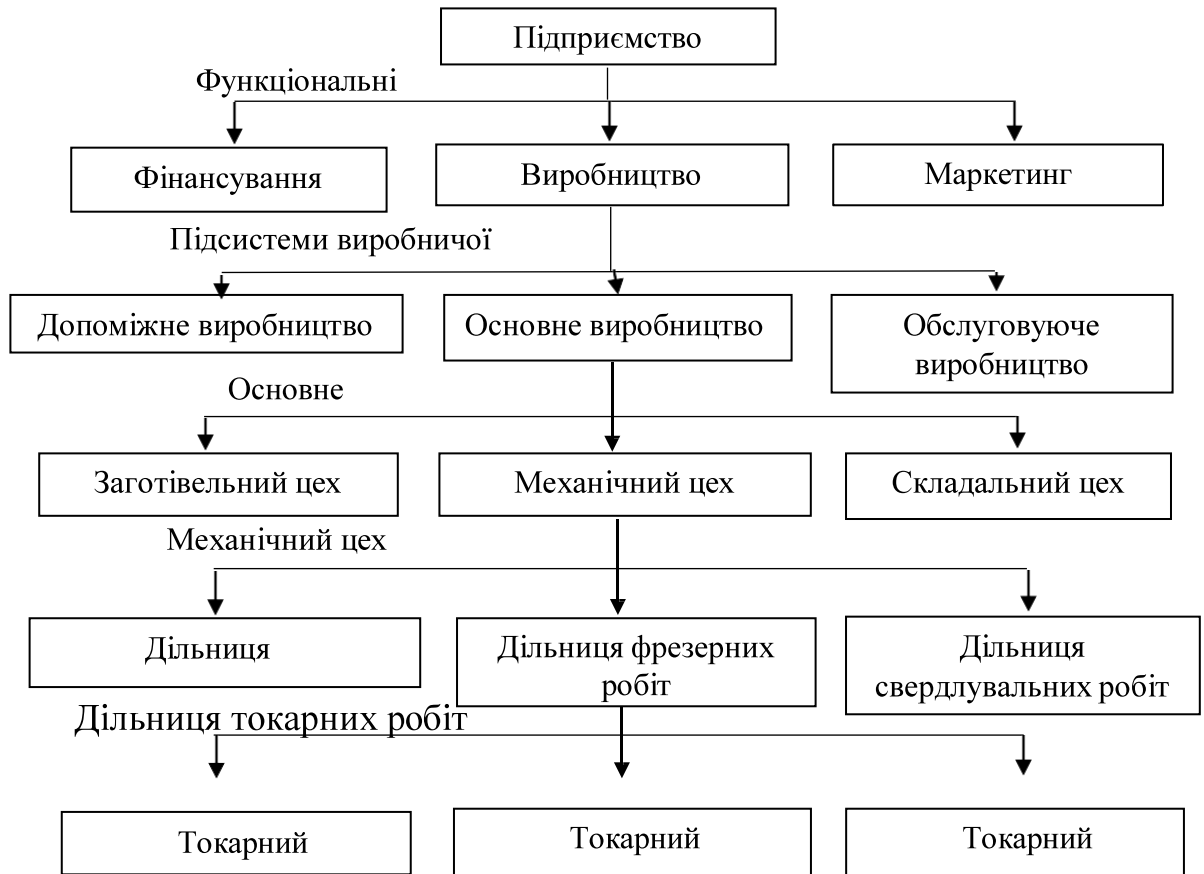 Підприємство
Функціональні
Фінансування
Виробництво
Маркетинг
Підсистеми виробничої
Допоміжне виробництво
Основне виробництво
Обслуговуюче
виробництво
Основне
Заготівельний цех
Механічний цех
Складальний цех
Механічний цех
Дільниця
Дільниця фрезерних
робіт
Дільниця
свердлувальних робіт
Дільниця токарних робіт
Токарний
Токарний
Токарний